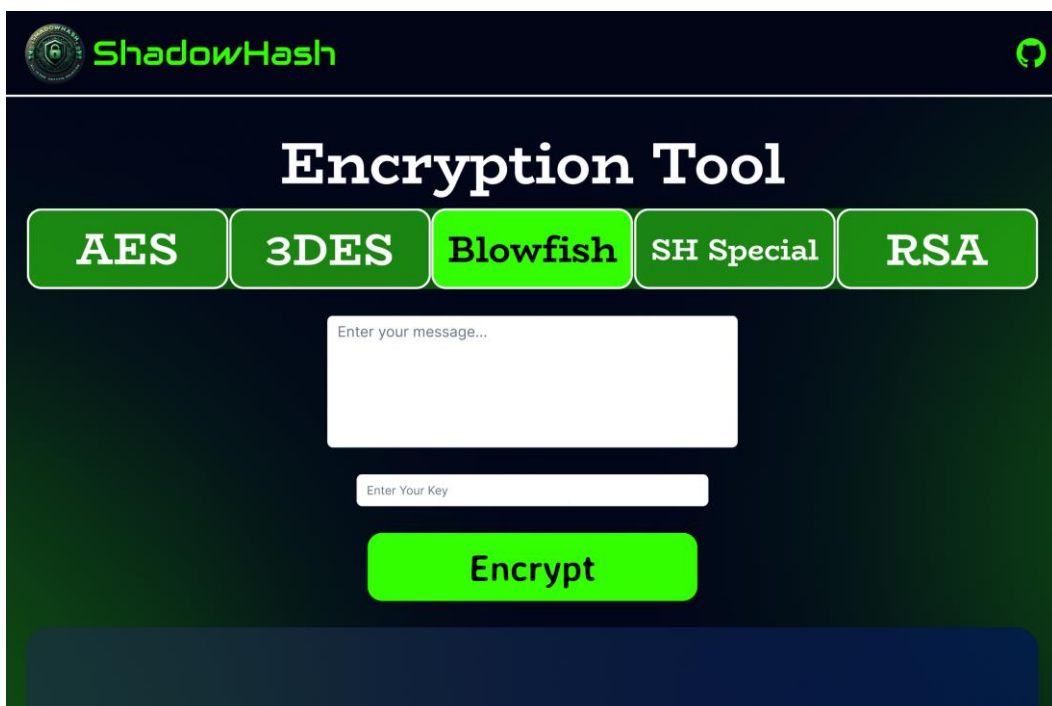 ShadowHash
Encryption Tool
AES 3DES Blowfish SH Special RSA
Enter your message...
Enter Your Key
Encrypt